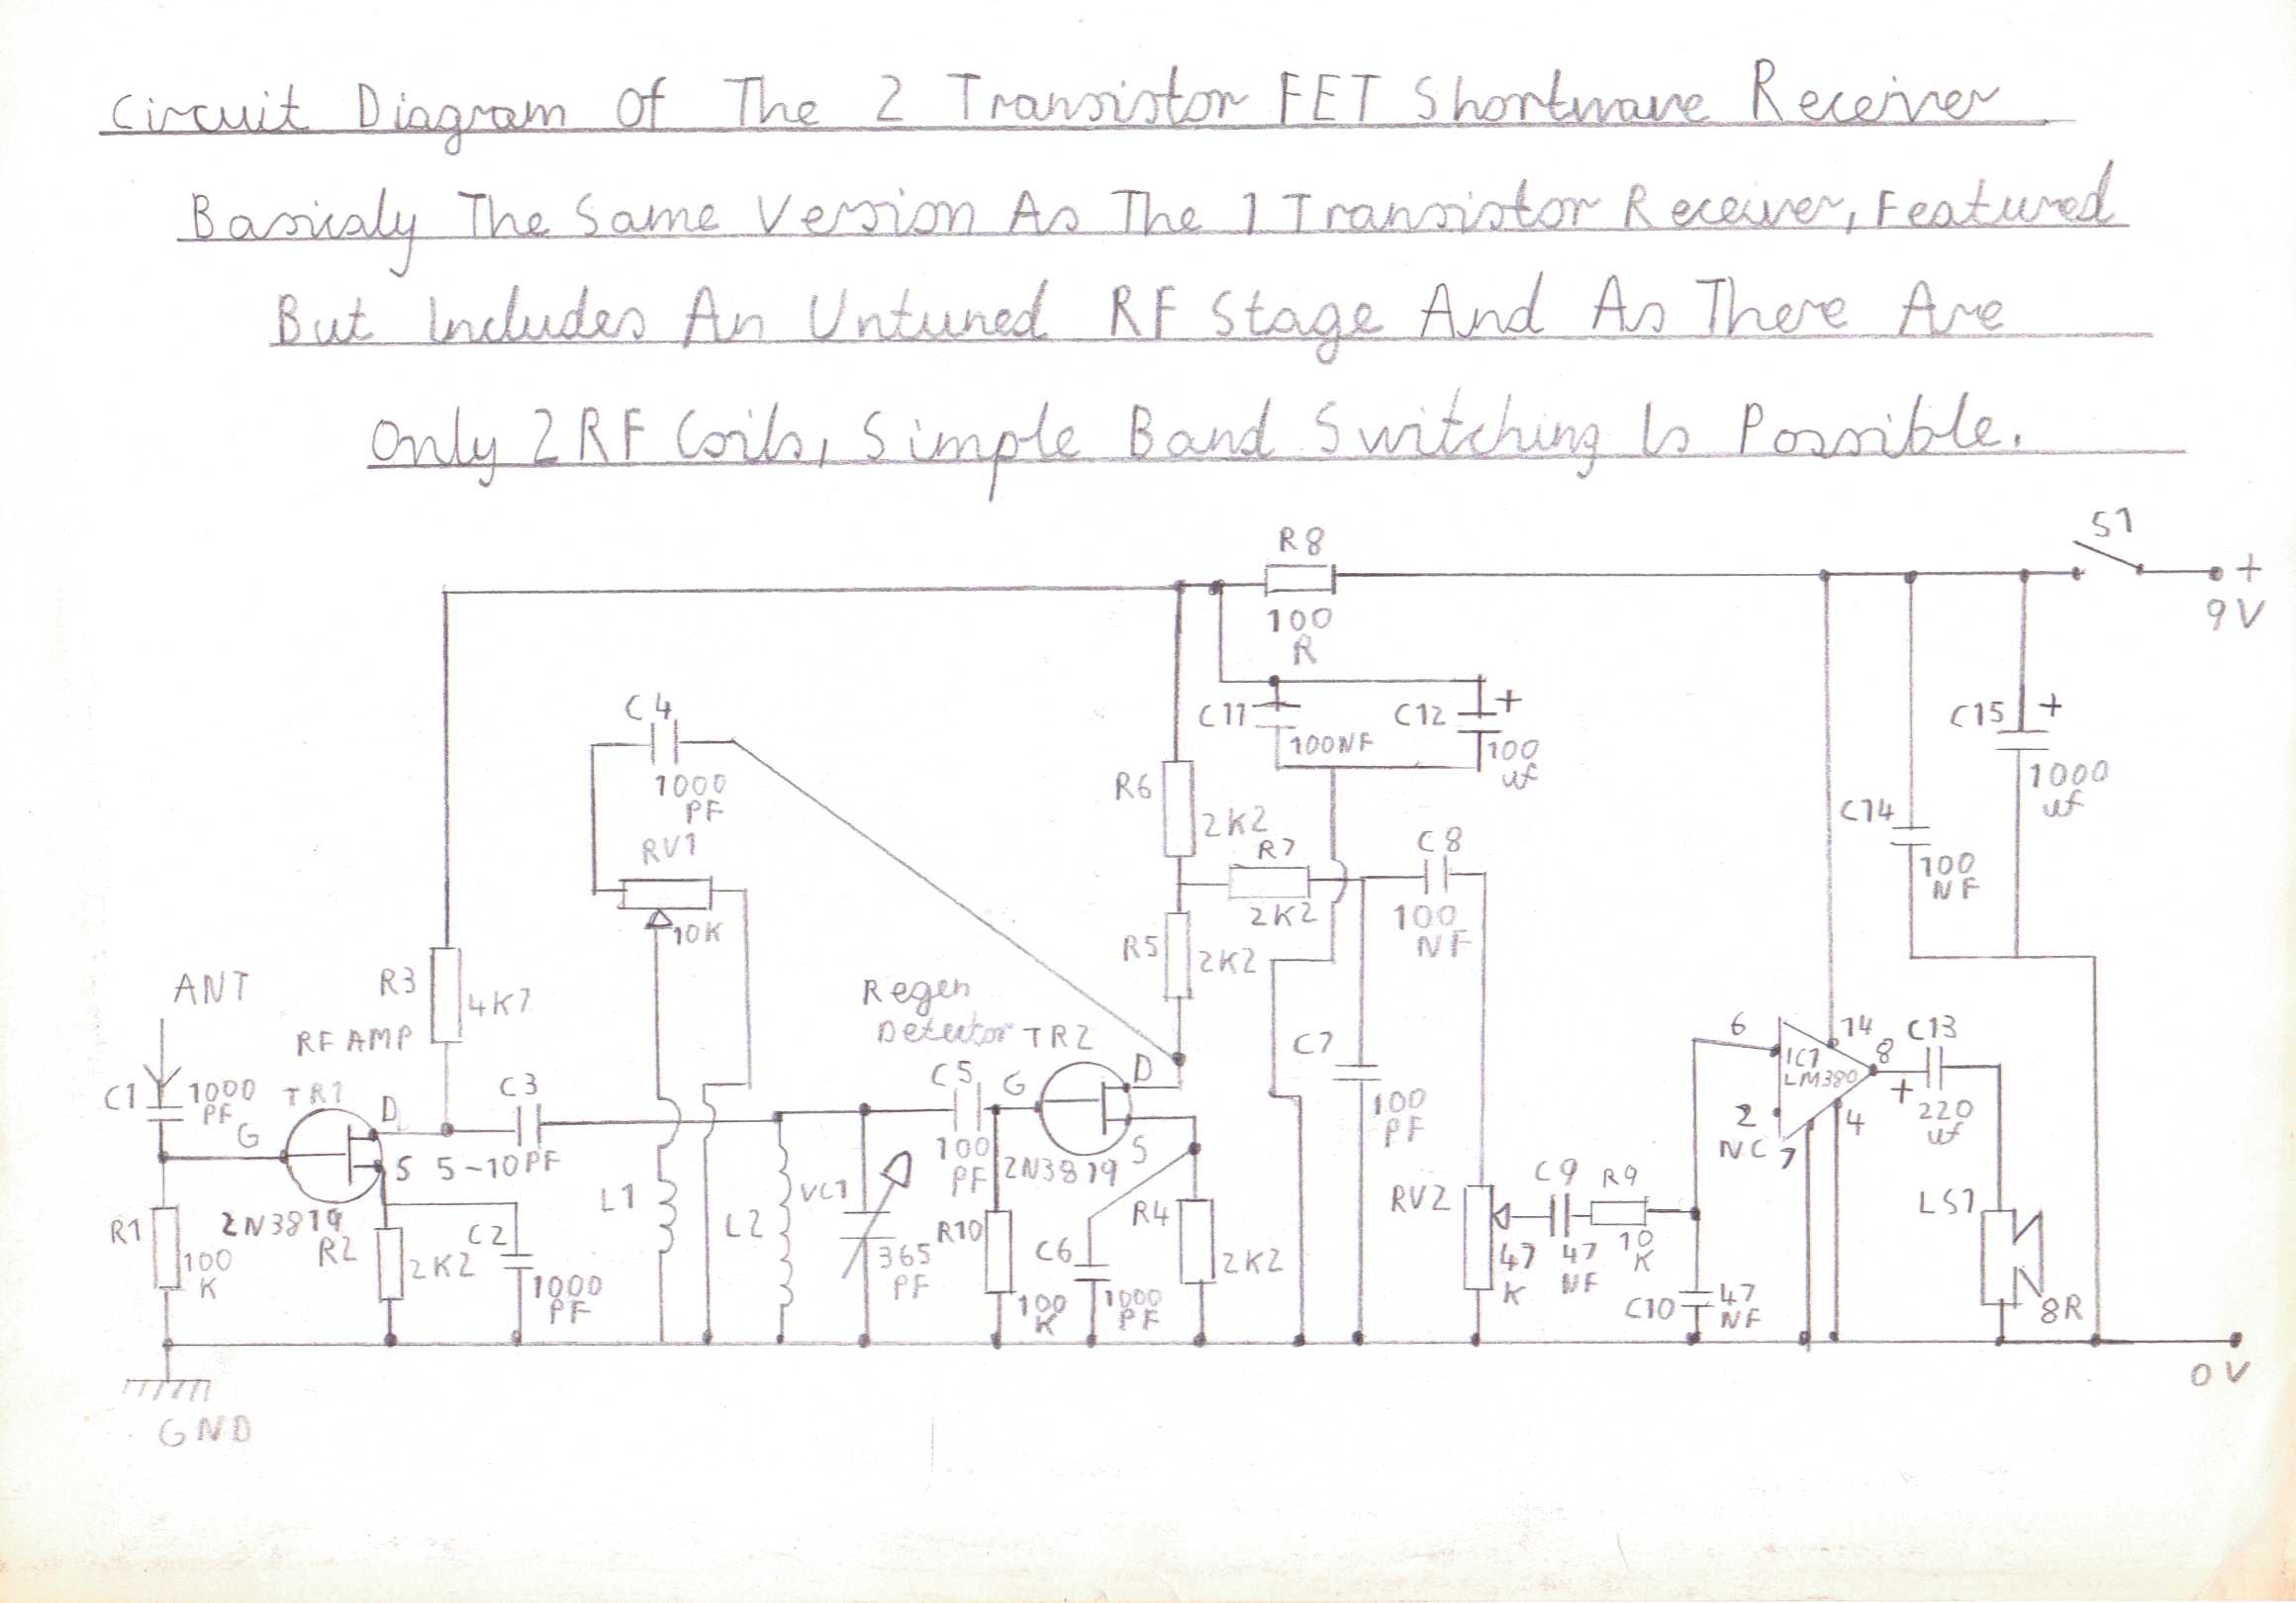 Circuit Diagram Of The 2 Transistor FET Shortwave Receiver
Basicaly The Same Version As The 1 Transistor Receiver, Featured
But Includes An Untuned RF Stage And As There Are
Only 2 RF Coils, Simple Band Switching Is Possible.
S1
R8
+
9V
100
R
C4
C11
C12
+
C15
+
100NF
100
uf
1000
PF
R6
1000
uf
2K2
C14
RV1
R7
C8
100
NF
10K
2K2
100
NF
R5
2K2
ANT
R3
4K7
Regen
Detector
TR2
RF AMP
C7
6
14
C13
IC1
LM380
8
C1
1000
PF
TR1
D
C3
C5
G
D
100
PF
2
NC
7
4
+
220
uf
G
S
5-10PF
100
PF
2N3819
S
L1
VC1
RV2
C9
R9
LS1
R1
100
K
2N3819
R2
2K2
C2
L2
365
PF
R10
C6
R4
2K2
47
K
47
NF
10
K
1000
PF
100
K
1000
PF
C10
47
NF
8R
0V
GND